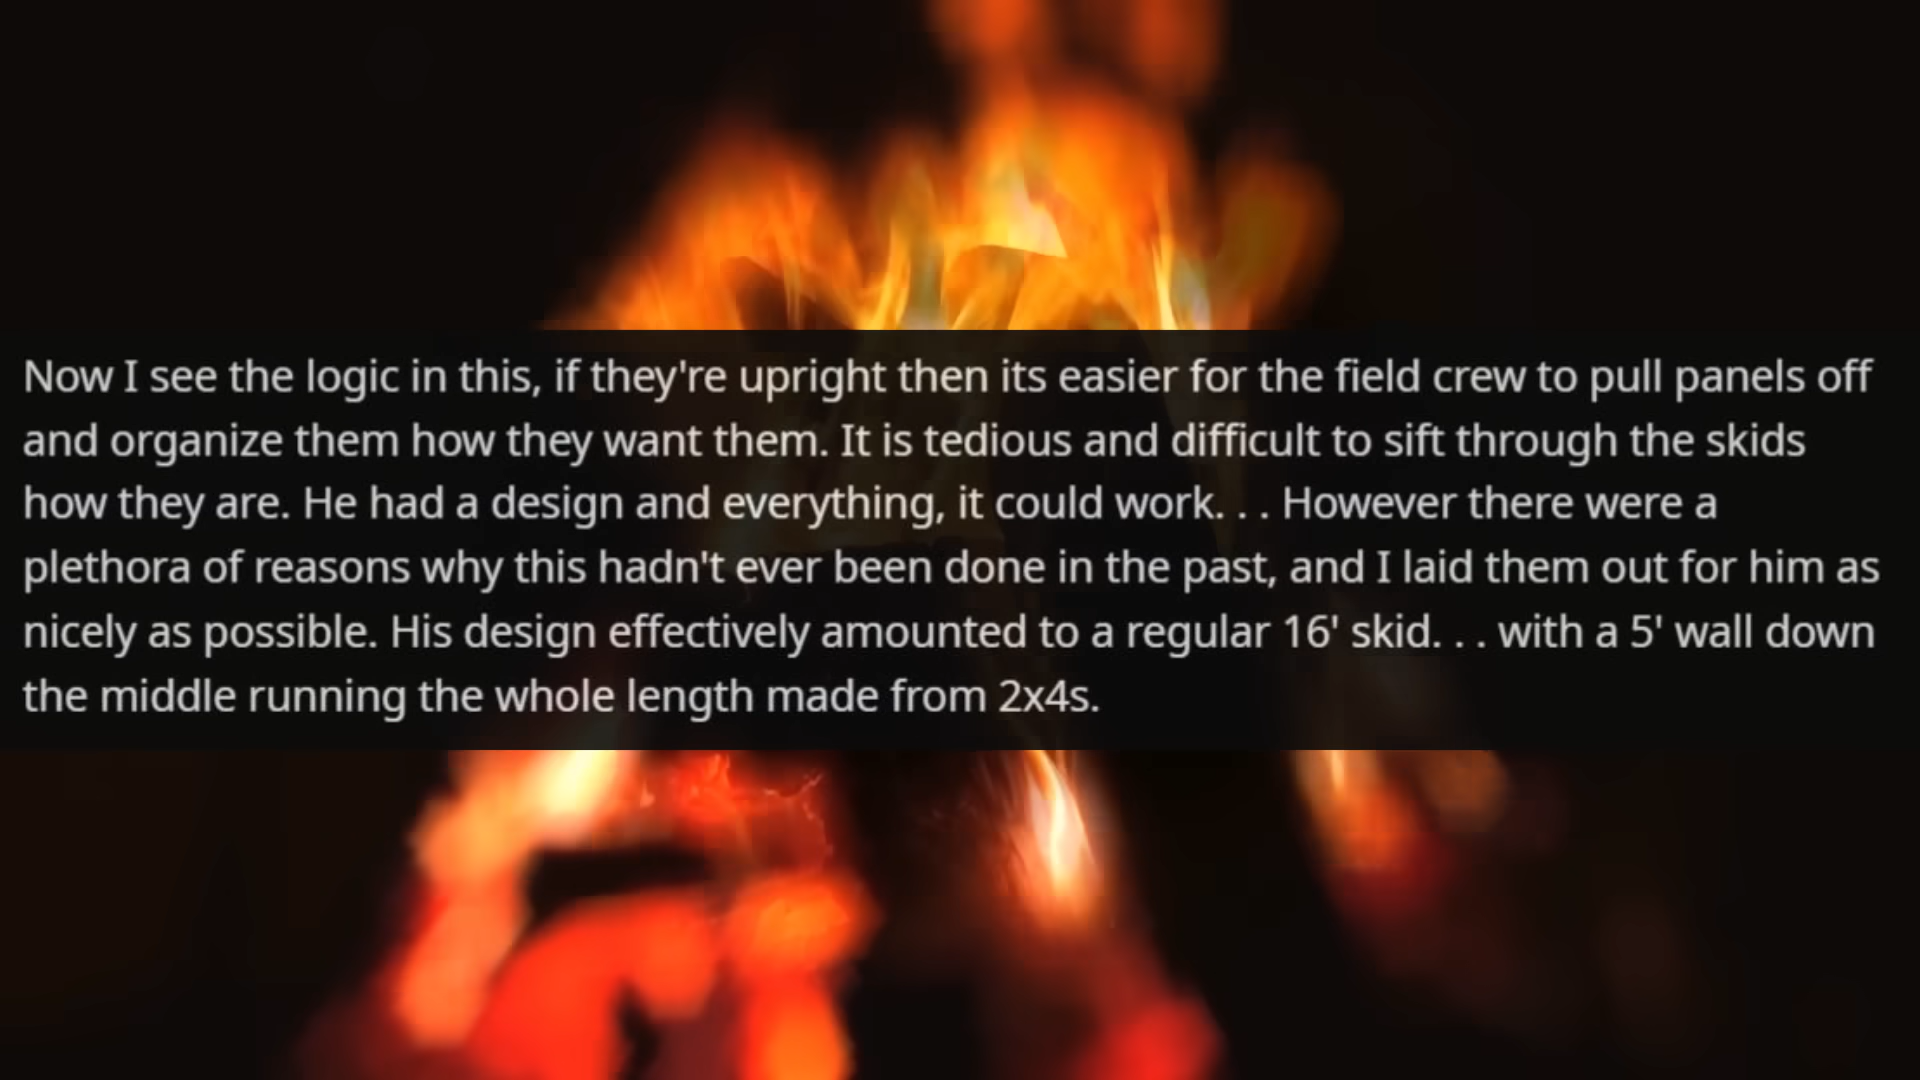 Now I see the logic in this, if they're upright then its easier for the field crew to pull panels off
and organize them how they want them. It is tedious and difficult to sift through the skids
how they are. He had a design and everything, it could work. . . However there were a
plethora of reasons why this hadn't ever been done in the past, and I laid them out for him as
nicely as possible. His design effectively amounted to a regular 16' skid. . . with a 5' wall down
the middle running the whole length made from 2x4s.